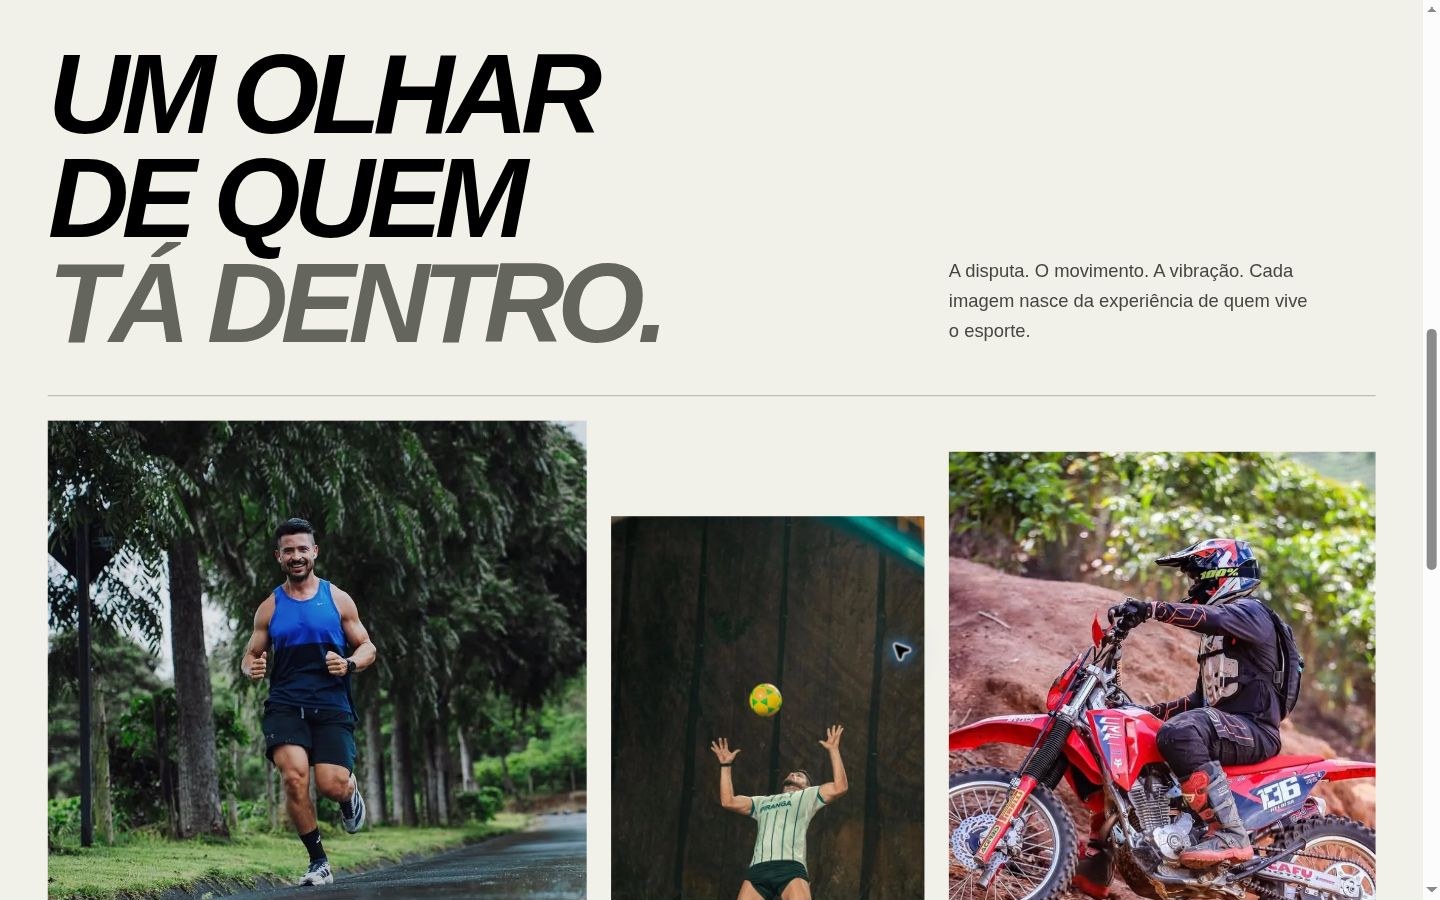 UM OLHAR
DE QUEM
TÁ DENTRO.
A disputa. O movimento. A vibração. Cada
imagem nasce da experiência de quem vive
o esporte.
100%
136